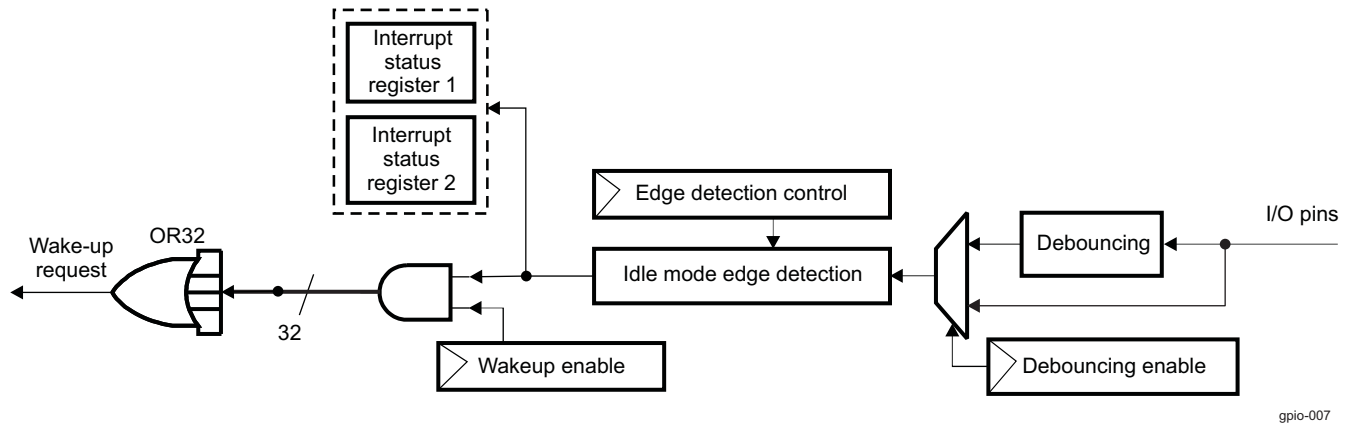 Interrupt
status
register 1
Interrupt
status
register 2
Edge detection control
I/O pins
OR32
Wake-up
request
Debouncing
Idle mode edge detection
32
Wakeup enable
Debouncing enable
gpio-007